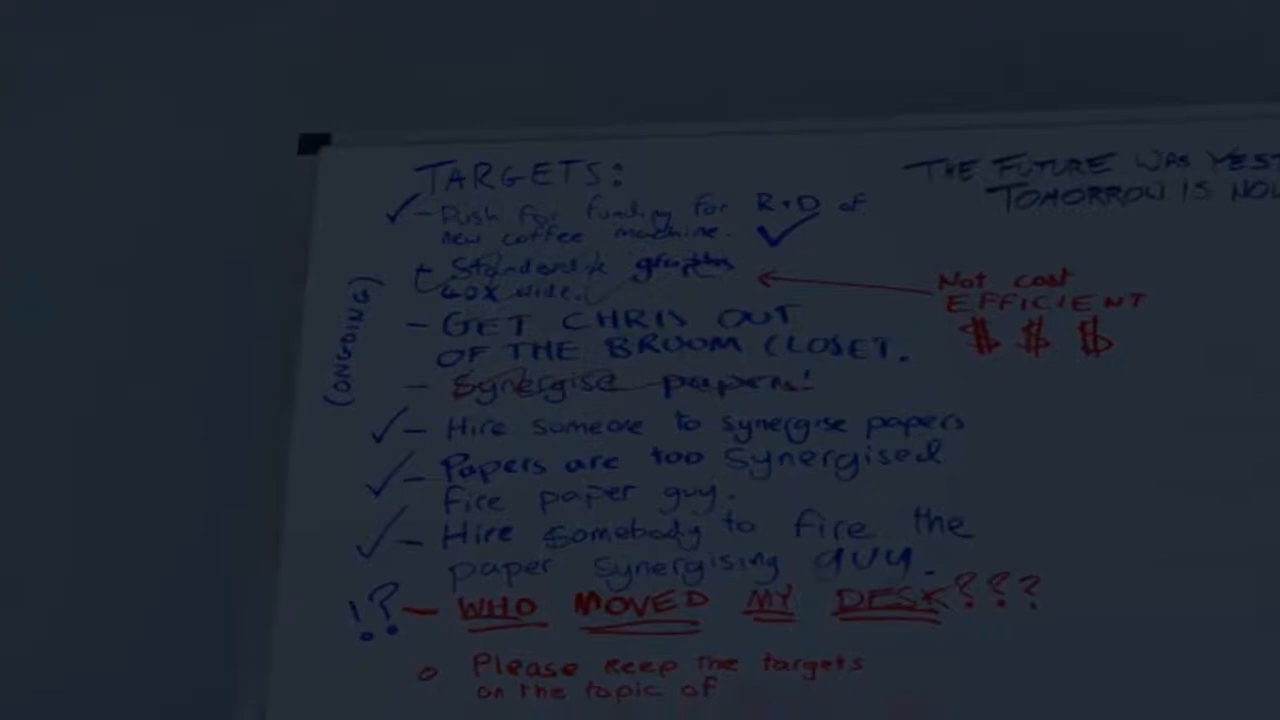 TARGETS:
✓ - Push for funding for R+D of
new coffee machine. ✓
- Standardize graphs
40x wide.
(ONGOING)
- GET CHRIS OUT
OF THE BROOM CLOSET.
- Synergise papers!
✓ - Hire someone to synergise papers
✓ - Papers are too synergised
fire paper guy.
✓ - Hire somebody to fire the
paper synergising guy.
!? - WHO MOVED MY DESK???
o Please keep the targets
on the topic of
THE FUTURE WAS YEST
TOMORROW IS NOW
Not cost
EFFICIENT
$ $ $